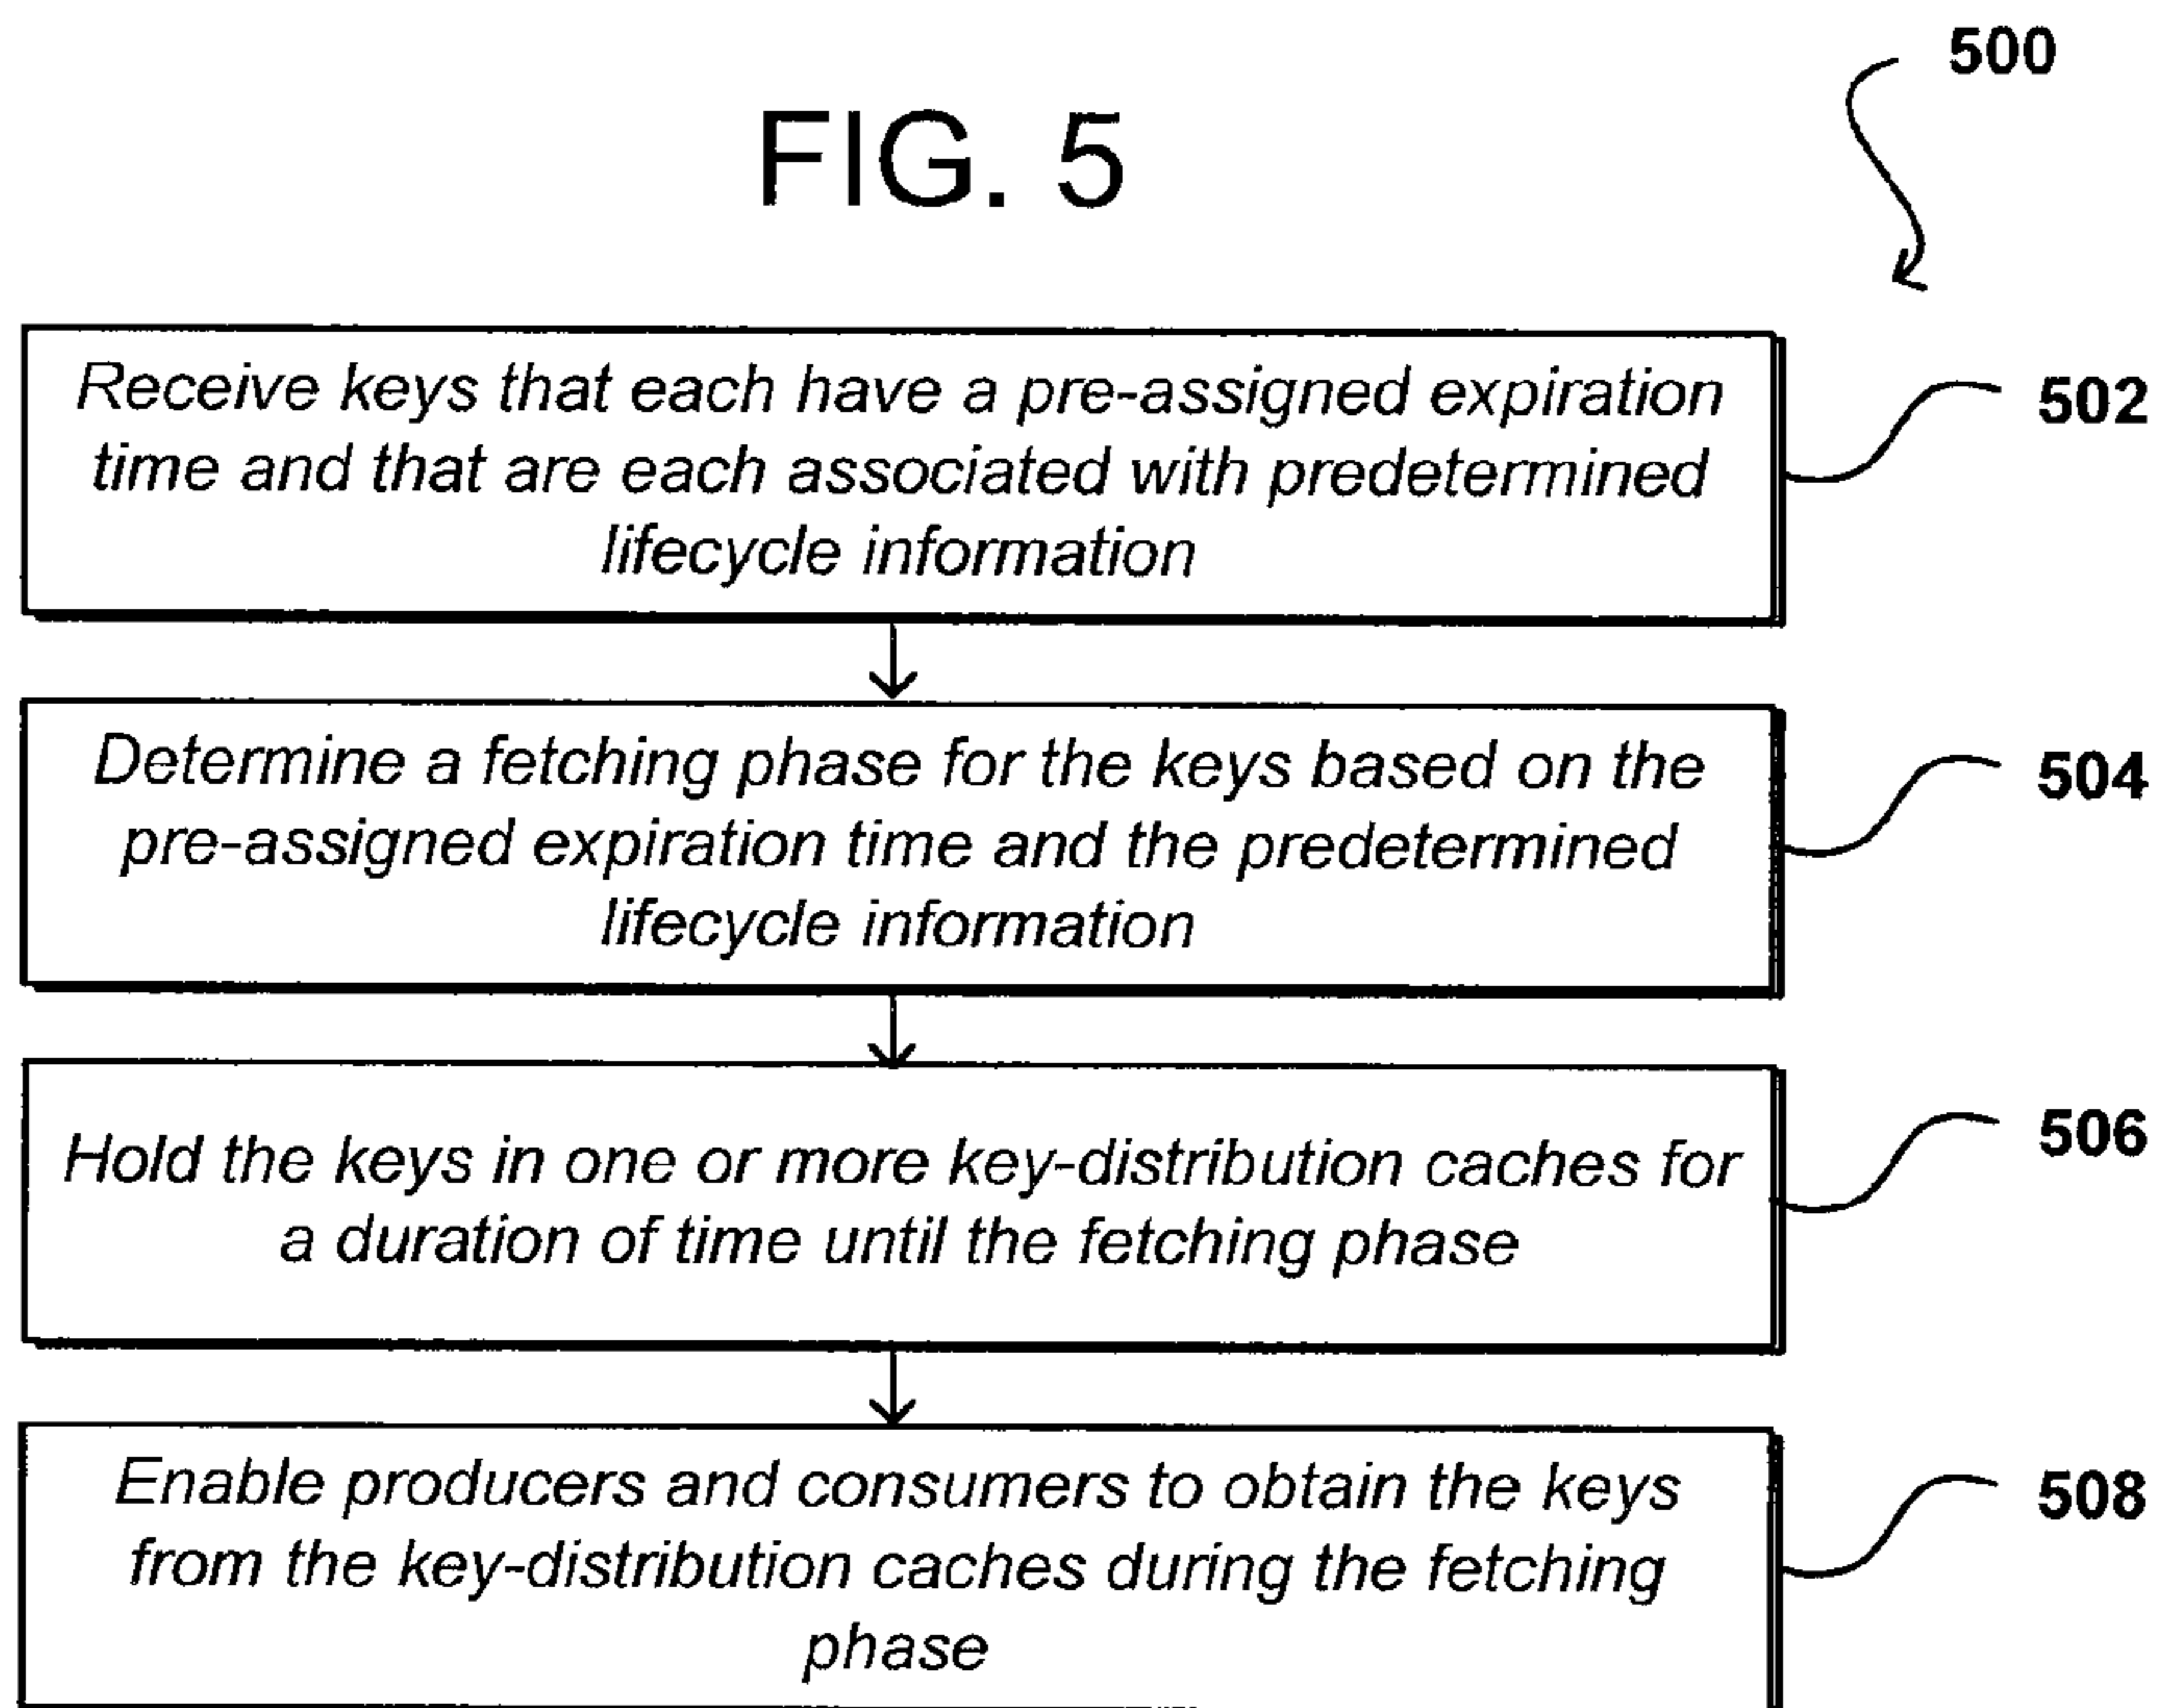 500
FIG. 5
Receive keys that each have a pre-assigned expiration
time and that are each associated with predetermined
lifecycle information
502
Determine a fetching phase for the keys based on the
pre-assigned expiration time and the predetermined
lifecycle information
504
Hold the keys in one or more key-distribution caches for
a duration of time until the fetching phase
506
Enable producers and consumers to obtain the keys
from the key-distribution caches during the fetching
phase
508